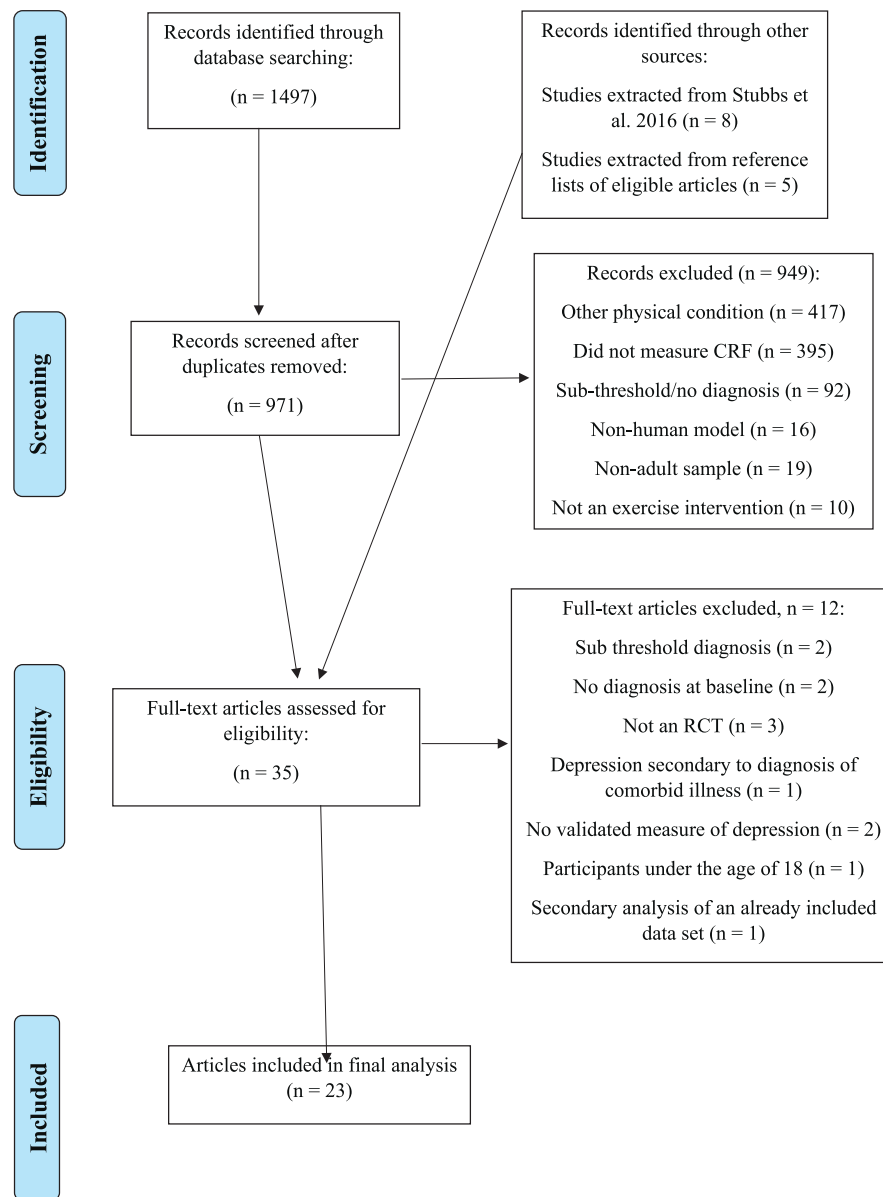 Identification
Records identified through
database searching:
(n = 1497)
Records identified through other
sources:
Studies extracted from Stubbs
et al. 2016 (n = 8)
Studies extracted from reference
lists of eligible articles (n = 5)
Screening
Records screened after
duplicates removed:
(n = 971)
Records excluded (n = 949):
Other physical condition (n = 417)
Did not measure CRF (n = 395)
Sub-threshold/no diagnosis (n = 92)
Non-human model (n = 16)
Non-adult sample (n = 19)
Not an exercise intervention (n = 10)
Eligibility
Full-text articles assessed for
eligibility:
(n = 35)
Full-text articles excluded, n = 12:
Sub threshold diagnosis (n = 2)
No diagnosis at baseline (n = 2)
Not an RCT (n = 3)
Depression secondary to diagnosis of
comorbid illness (n = 1)
No validated measure of depression (n = 2)
Participants under the age of 18 (n = 1)
Secondary analysis of an already included
data set (n = 1)
Included
Articles included in final analysis
(n = 23)